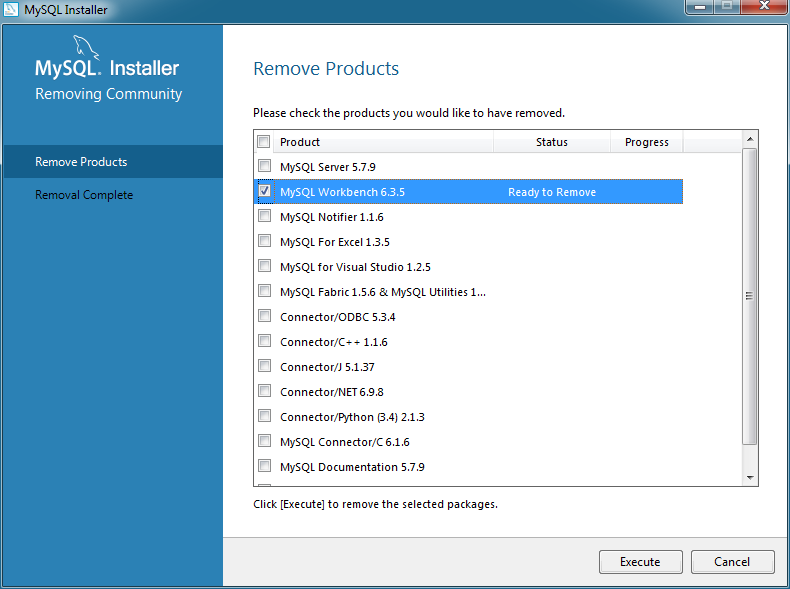 MySQL Installer
MySQL. Installer
Removing Community
Remove Products
Removal Complete
Remove Products
Please check the products you would like to have removed.
Product Status Progress
MySQL Server 5.7.9
MySQL Workbench 6.3.5 Ready to Remove
MySQL Notifier 1.1.6
MySQL For Excel 1.3.5
MySQL for Visual Studio 1.2.5
MySQL Fabric 1.5.6 & MySQL Utilities 1...
Connector/ODBC 5.3.4
Connector/C++ 1.1.6
Connector/J 5.1.37
Connector/NET 6.9.8
Connector/Python (3.4) 2.1.3
MySQL Connector/C 6.1.6
MySQL Documentation 5.7.9
Click [Execute] to remove the selected packages.
Execute Cancel